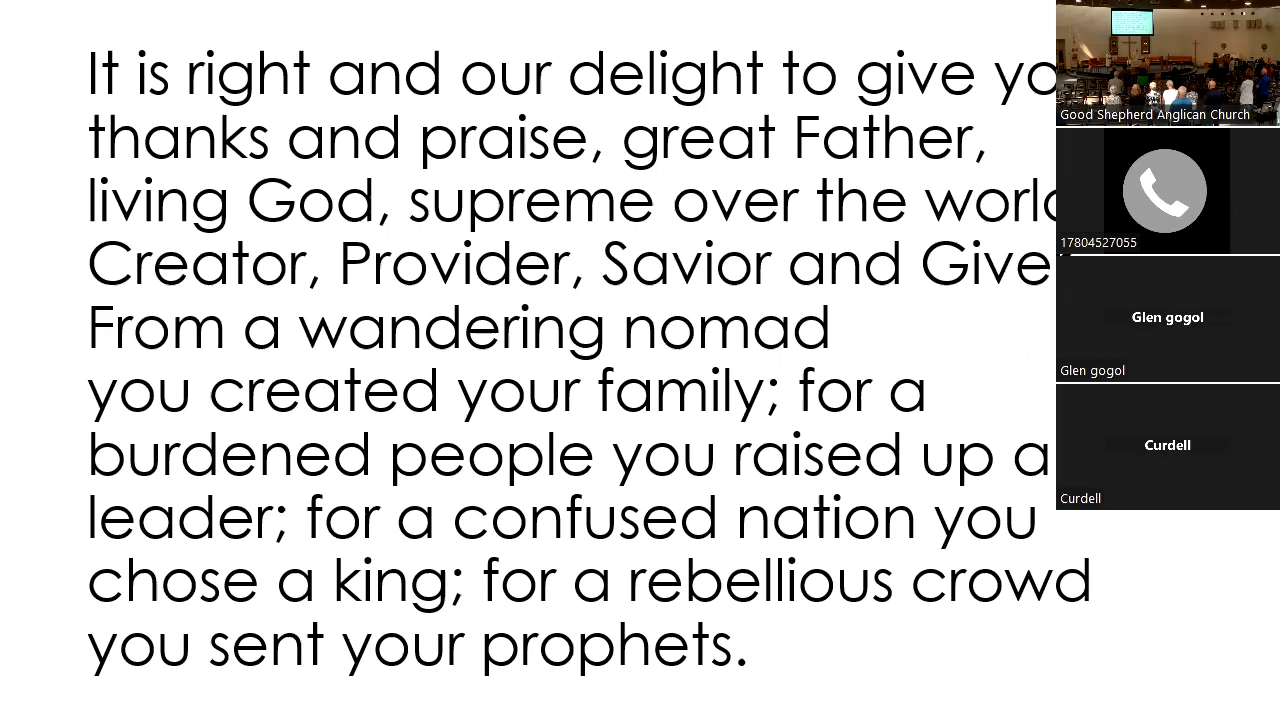 It is right and our delight to give yo
thanks and praise, great Father,
living God, supreme over the world
Creator, Provider, Savior and Give
From a wandering nomad
you created your family; for a
burdened people you raised up a
leader; for a confused nation you
chose a king; for a rebellious crowd
you sent your prophets.
Good Shepherd Anglican Church
17804527055
Glen gogol
Glen gogol
Curdell
Curdell